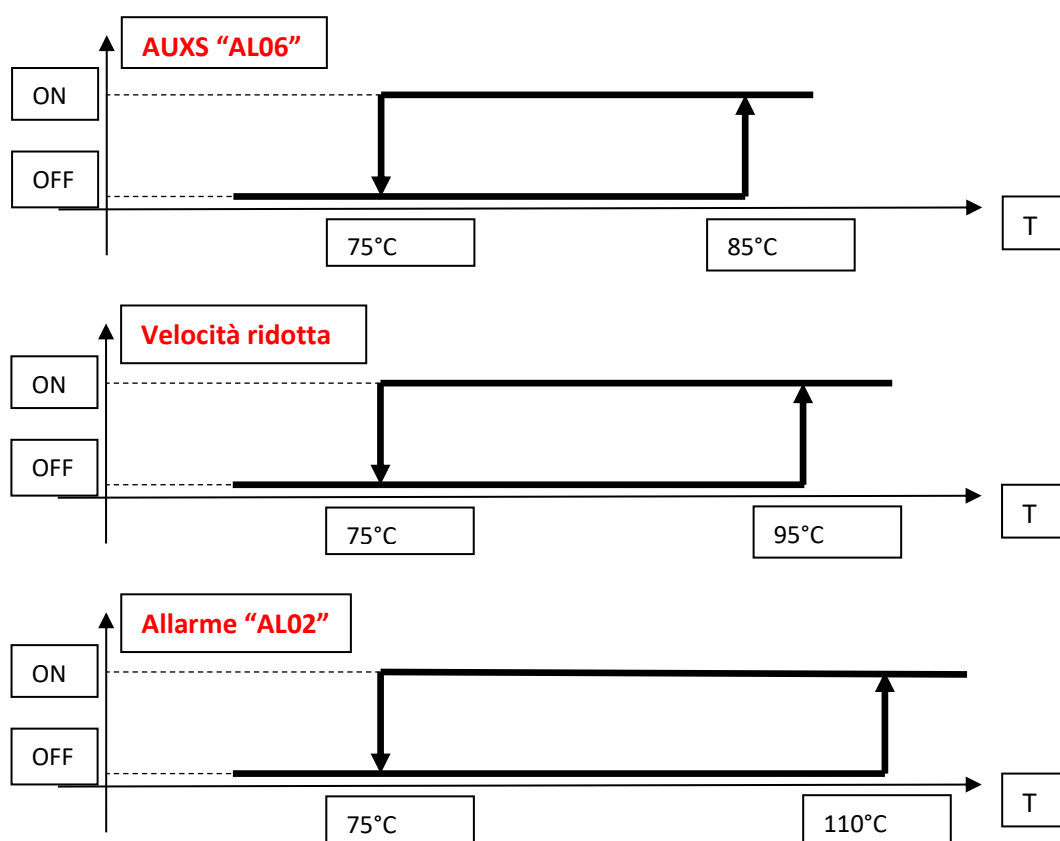 AUXS “AL06”
ON
OFF
75°C
85°C
T
Velocità ridotta
ON
OFF
75°C
95°C
T
Allarme “AL02”
ON
OFF
75°C
110°C
T